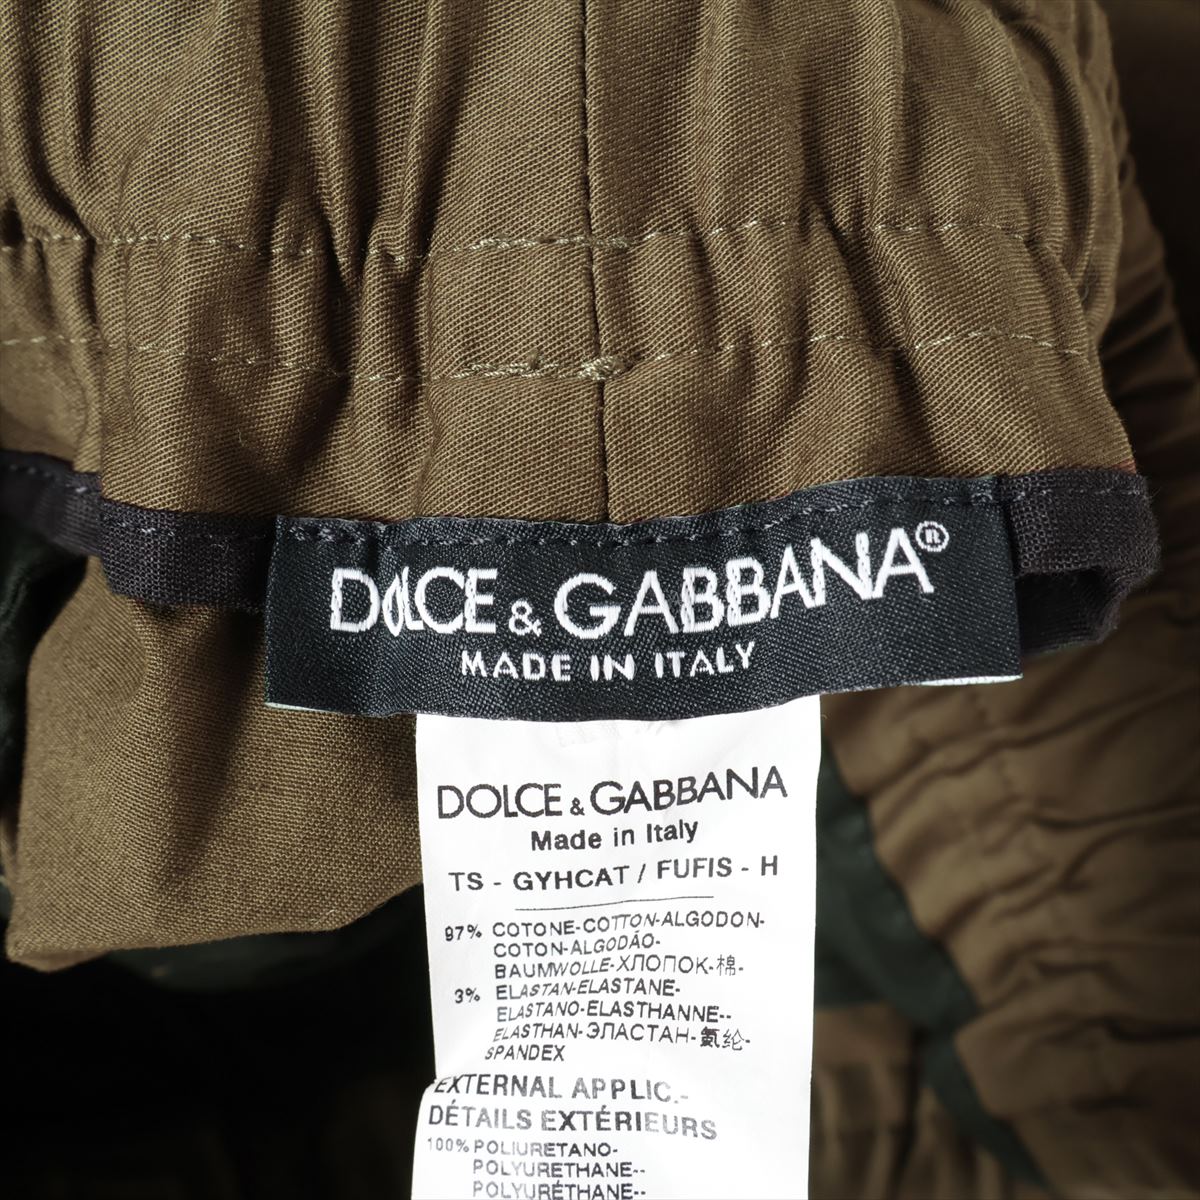 DOLCE & GABBANA®
MADE IN ITALY
DOLCE & GABBANA
Made in Italy
TS - GYHCAT / FUFIS - H
97% COTONE-COTTON-ALGODON-
COTON-ALGODÃO-
BAUMWOLLE-ХЛОПОК-棉-
3% ELASTAN-ELASTANE-
ELASTANO-ELASTHANNE--
ELASTHAN-ЭЛАСТАН-氨纶-
SPANDEX
EXTERNAL APPLIC.-
DÉTAILS EXTÉRIEURS
100% POLIURETANO-
POLYURETHANE--
POLYURÉTHANE--